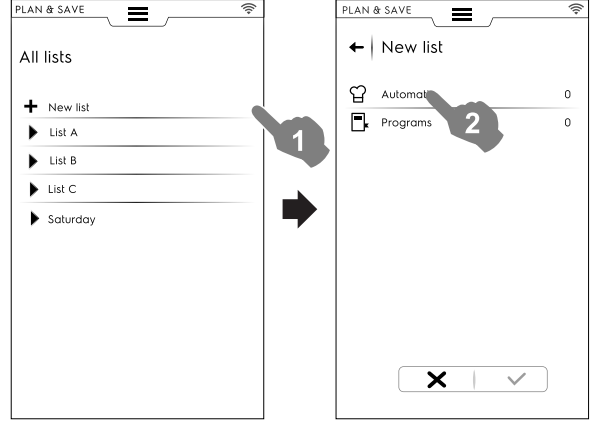 PLAN & SAVE
All lists
New list
List A
List B
List C
Saturday
1
PLAN & SAVE
New list
Automat 0
Programs 0
2